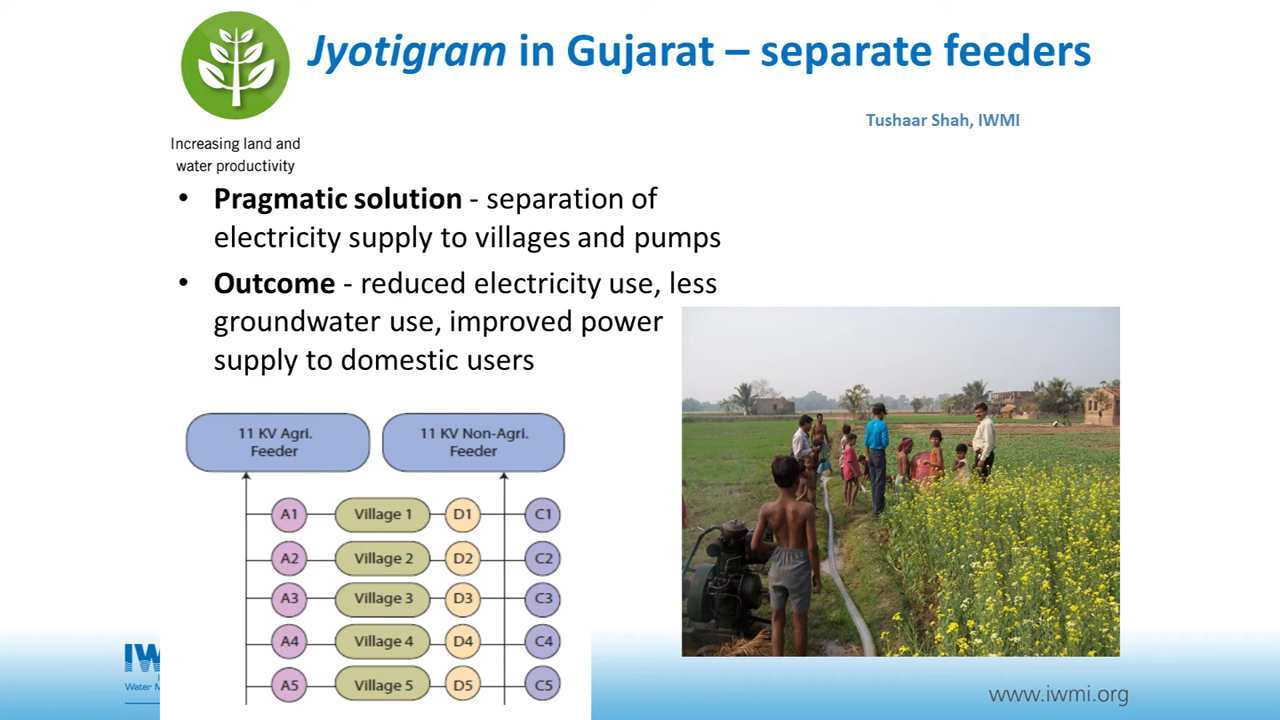 Jyotigram in Gujarat – separate feeders
Tushaar Shah, IWMI
Increasing land and
water productivity
• Pragmatic solution - separation of
electricity supply to villages and pumps
• Outcome - reduced electricity use, less
groundwater use, improved power
supply to domestic users
11 KV Agri.
Feeder
11 KV Non-Agri.
Feeder
A1 Village 1 D1 C1
A2 Village 2 D2 C2
A3 Village 3 D3 C3
A4 Village 4 D4 C4
A5 Village 5 D5 C5
IW
Water M
www.iwmi.org